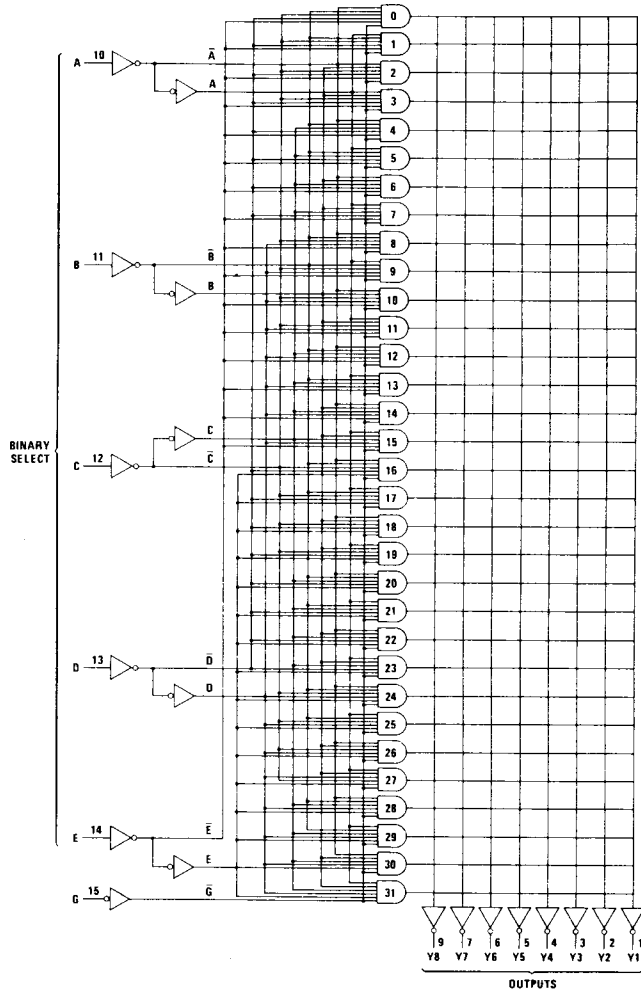 0
1
A 10 A̅
2
A
3
4
5
6
7
8
B 11 B̅
9
B
10
11
12
13
14
C
15
BINARY
SELECT
C 12 C̅
16
17
18
19
20
21
22
D 13 D̅
23
D
24
25
26
27
28
E 14 E̅
29
E
30
G 15 G̅
31
9 7 6 5 4 3 2 1
Y8 Y7 Y6 Y5 Y4 Y3 Y2 Y1
OUTPUTS